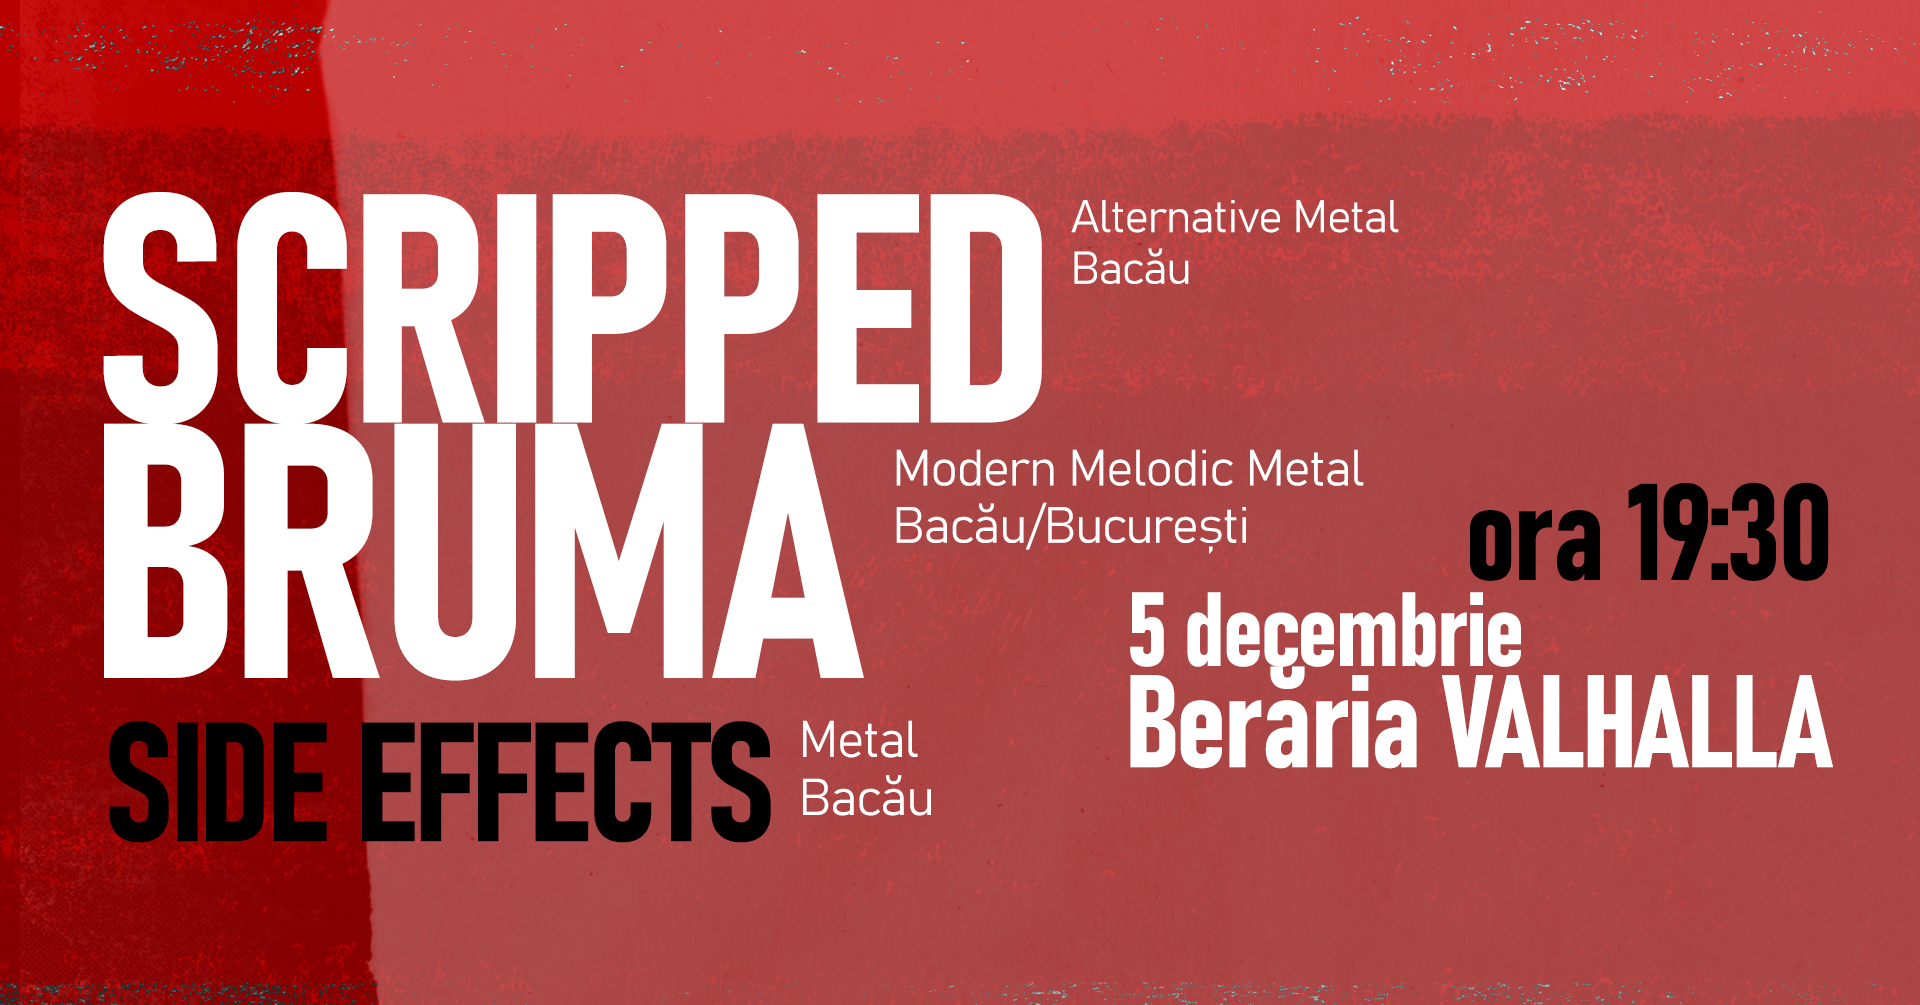 SCRIPPED
Alternative Metal
Bacău
BRUMA
Modern Melodic Metal
Bacău/București
SIDE EFFECTS
Metal
Bacău
ora 19:30
5 decembrie
Berăria VALHALLA